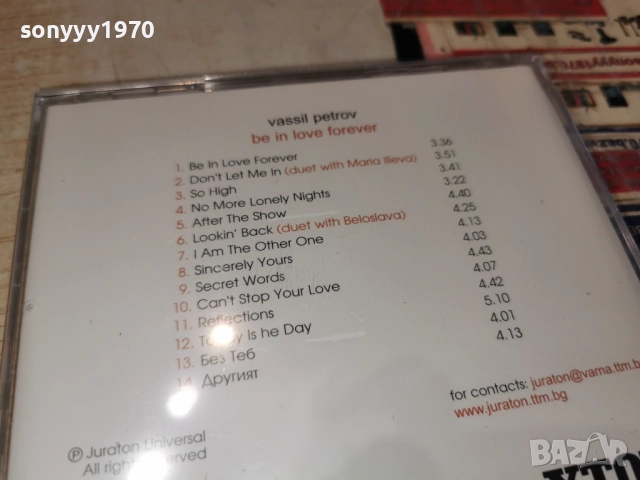 sonyyy1970
vassil petrov
be in love forever
1. Be In Love Forever 3.36
2. Don't Let Me In (duet with Maria Ilieva) 3.51
3. So High 3.41
4. No More Lonely Nights 3.22
5. After The Show 4.40
6. Lookin' Back (duet with Beloslava) 4.25
7. I Am The Other One 4.13
8. Sincerely Yours 4.03
9. Secret Words 4.43
10. Can't Stop Your Love 4.07
11. Reflections 4.42
12. Today Is he Day 5.10
13. Без Теб 4.01
14. Другият 4.13
for contacts: juraton@varna.ttm.b
www.juraton.ttm.bg
℗ Juraton Universal
All rights reserved
bazar